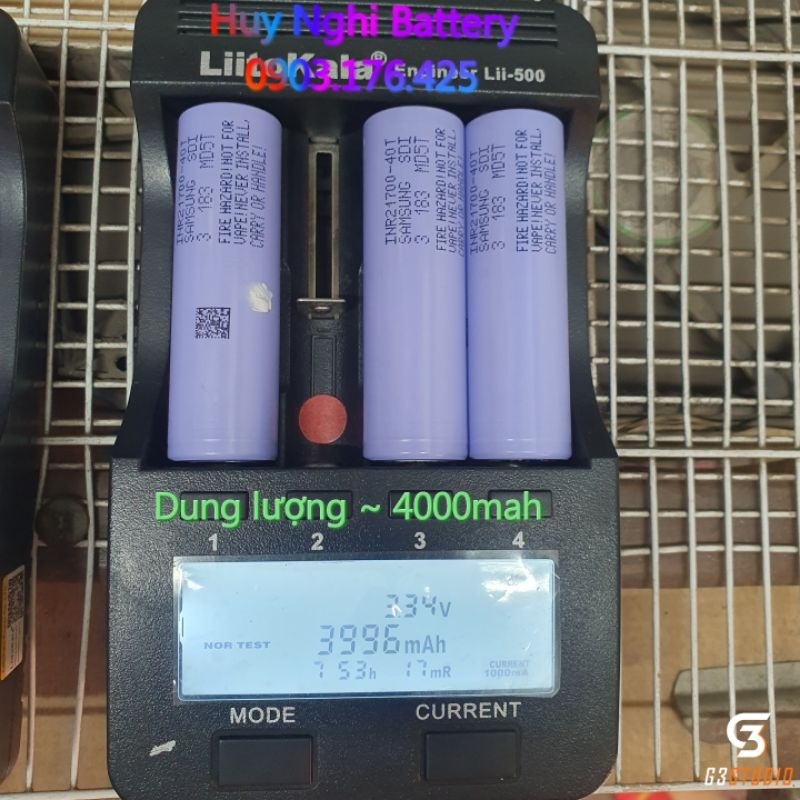 Huy Nghi Battery
LiitoKala® Engineer Lii-500
0903.176.425
INR21700-40T
SAMSUNG SDI
3 183 MD5T
FIRE HAZARD!NOT FOR
VAPE!NEVER INSTALL,
CARRY OR HANDLE!
INR21700-40T
SAMSUNG SDI
3 183 MD5T
FIRE HAZARD!NOT FOR
VAPE!NEVER INSTALL,
CARRY OR HANDLE!
INR21700-40T
SAMSUNG SDI
3 183 MD5T
FIRE HAZARD!NOT FOR
VAPE!NEVER INSTALL,
CARRY OR HANDLE!
Dung lượng ~ 4000mah
1 2 3 4
3.34V
NOR TEST 3996mAh
7 53h 17mR CURRENT 1000mA
MODE CURRENT
G3STUDIO